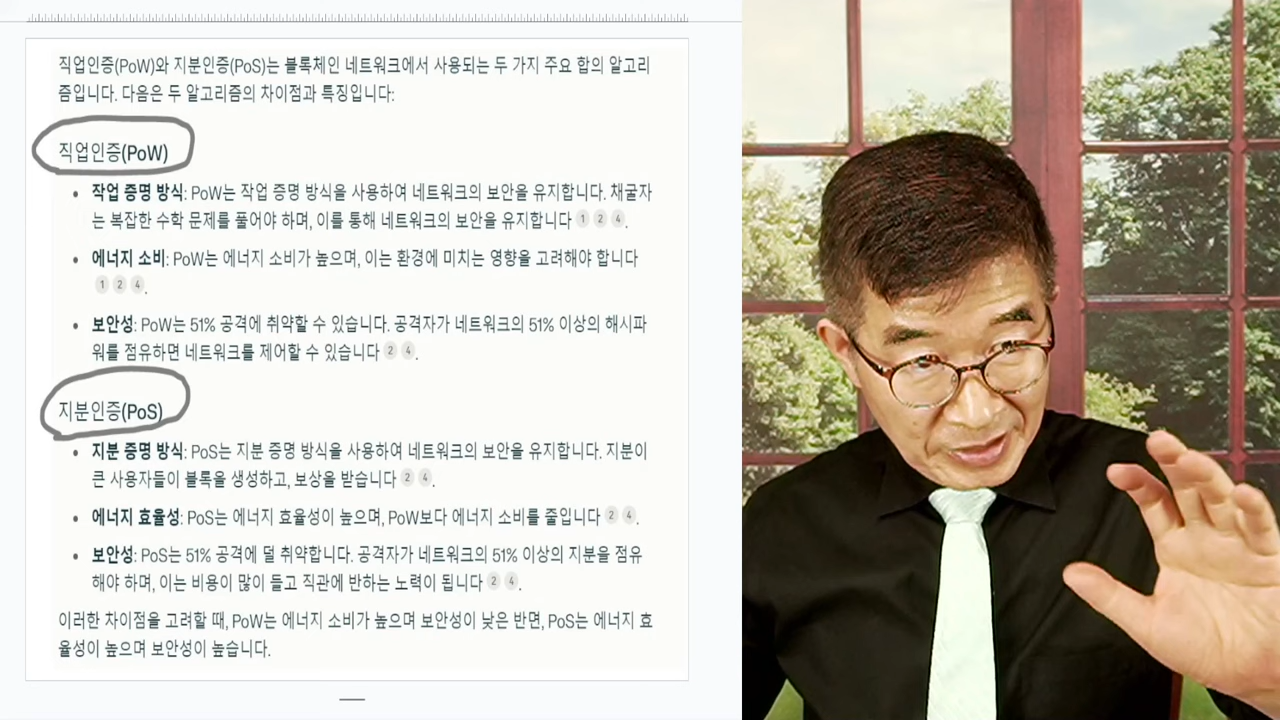 직업인증(PoW)와 지분인증(PoS)는 블록체인 네트워크에서 사용되는 두 가지 주요 합의 알고리
즘입니다. 다음은 두 알고리즘의 차이점과 특징입니다:
직업인증(PoW)
• 작업 증명 방식: PoW는 작업 증명 방식을 사용하여 네트워크의 보안을 유지합니다. 채굴자
는 복잡한 수학 문제를 풀어야 하며, 이를 통해 네트워크의 보안을 유지합니다 1 2 4.
• 에너지 소비: PoW는 에너지 소비가 높으며, 이는 환경에 미치는 영향을 고려해야 합니다
1 2 4.
• 보안성: PoW는 51% 공격에 취약할 수 있습니다. 공격자가 네트워크의 51% 이상의 해시파
워를 점유하면 네트워크를 제어할 수 있습니다 2 4.
지분인증(PoS)
• 지분 증명 방식: PoS는 지분 증명 방식을 사용하여 네트워크의 보안을 유지합니다. 지분이
큰 사용자들이 블록을 생성하고, 보상을 받습니다 2 4.
• 에너지 효율성: PoS는 에너지 효율성이 높으며, PoW보다 에너지 소비를 줄입니다 2 4.
• 보안성: PoS는 51% 공격에 덜 취약합니다. 공격자가 네트워크의 51% 이상의 지분을 점유
해야 하며, 이는 비용이 많이 들고 직관에 반하는 노력이 됩니다 2 4.
이러한 차이점을 고려할 때, PoW는 에너지 소비가 높으며 보안성이 낮은 반면, PoS는 에너지 효
율성이 높으며 보안성이 높습니다.